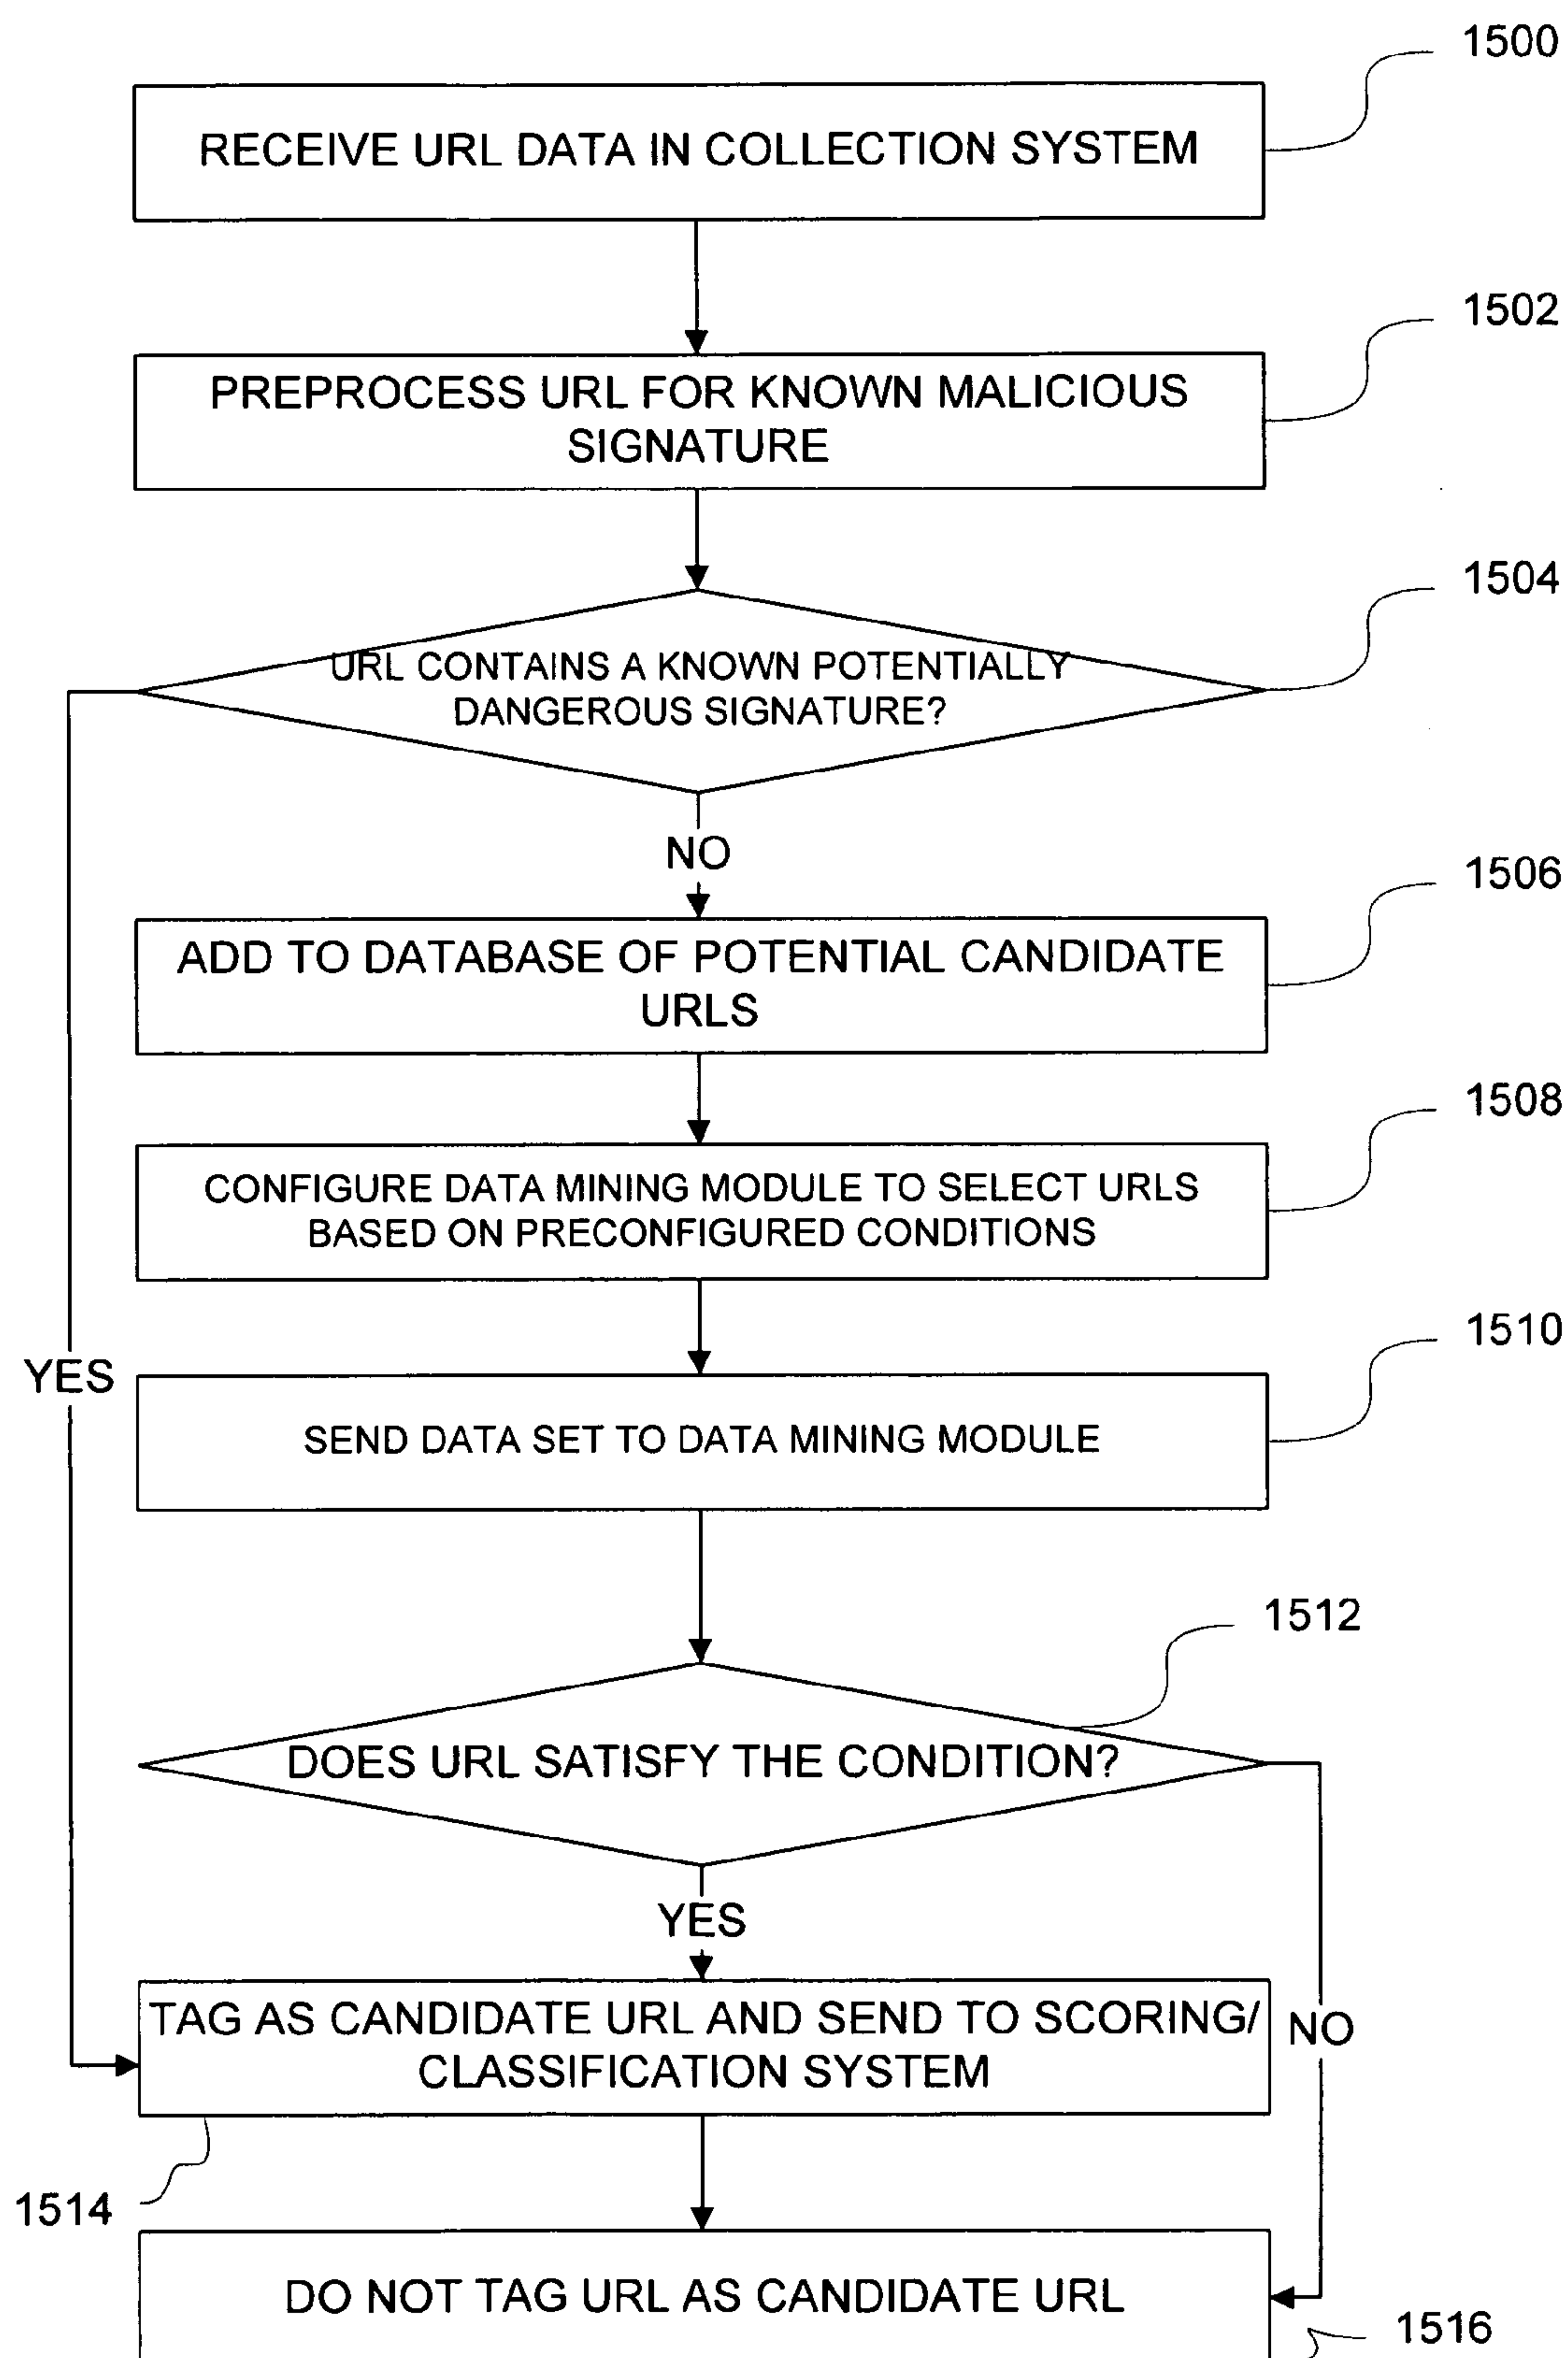 1500
RECEIVE URL DATA IN COLLECTION SYSTEM
1502
PREPROCESS URL FOR KNOWN MALICIOUS
SIGNATURE
1504
URL CONTAINS A KNOWN POTENTIALLY
DANGEROUS SIGNATURE?
NO
1506
ADD TO DATABASE OF POTENTIAL CANDIDATE
URLS
1508
CONFIGURE DATA MINING MODULE TO SELECT URLS
BASED ON PRECONFIGURED CONDITIONS
1510
YES
SEND DATA SET TO DATA MINING MODULE
1512
DOES URL SATISFY THE CONDITION?
YES
TAG AS CANDIDATE URL AND SEND TO SCORING/
CLASSIFICATION SYSTEM
NO
1514
DO NOT TAG URL AS CANDIDATE URL
1516